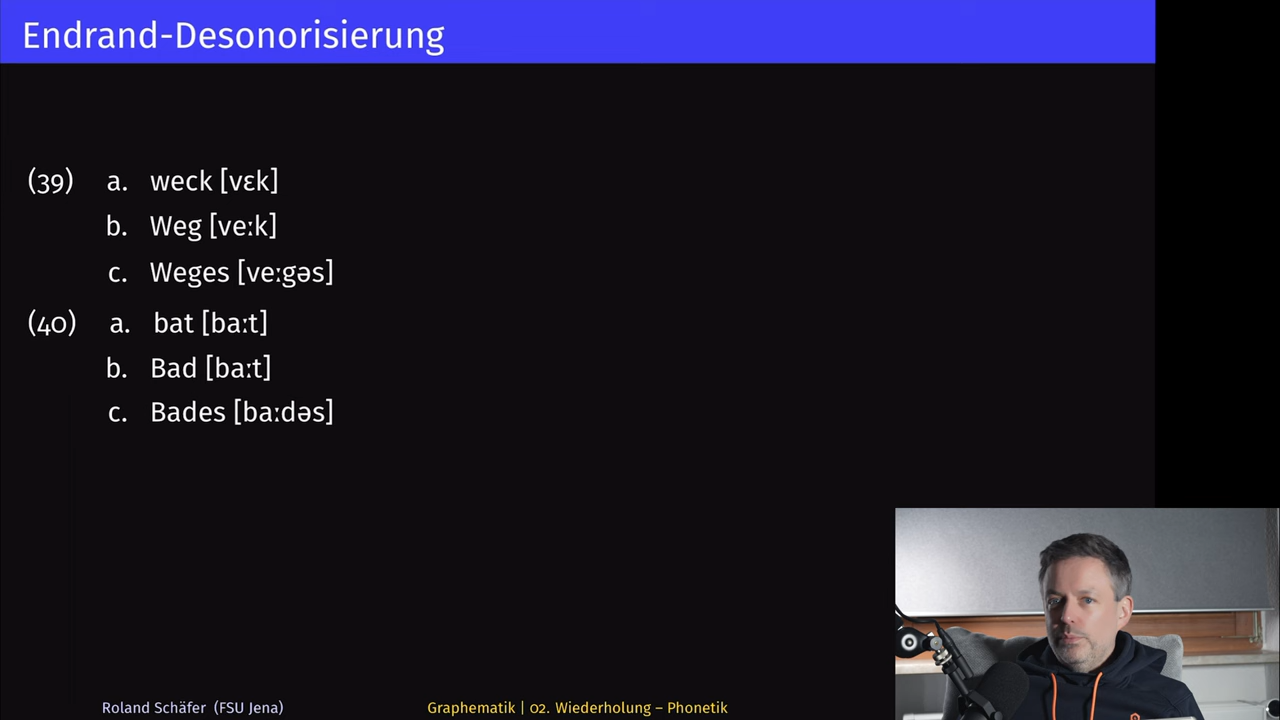 Endrand-Desonorisierung
(39) a. weck [vɛk]
b. Weg [veːk]
c. Weges [veːgəs]
(40) a. bat [baːt]
b. Bad [baːt]
c. Bades [baːdəs]
Roland Schäfer (FSU Jena) Graphematik | 02. Wiederholung – Phonetik